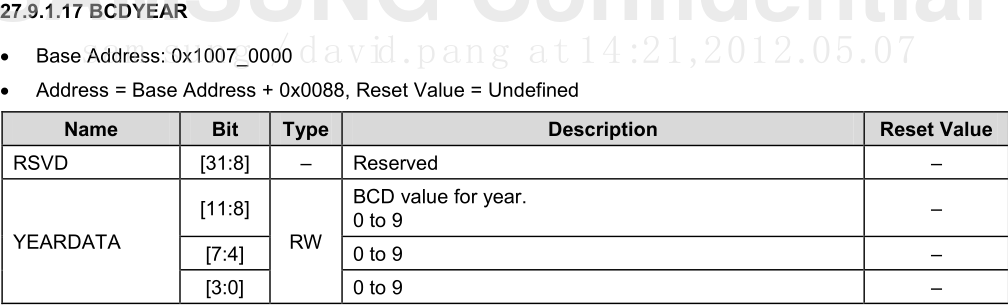 SAMSUNG Confidential
27.9.1.17 BCDYEAR
david.pang at 14:21,2012.05.07
• Base Address: 0x1007_0000
• Address = Base Address + 0x0088, Reset Value = Undefined
Name Bit Type Description Reset Value
RSVD [31:8] – Reserved –
YEARDATA [11:8] RW BCD value for year. –
0 to 9
[7:4] 0 to 9 –
[3:0] 0 to 9 –